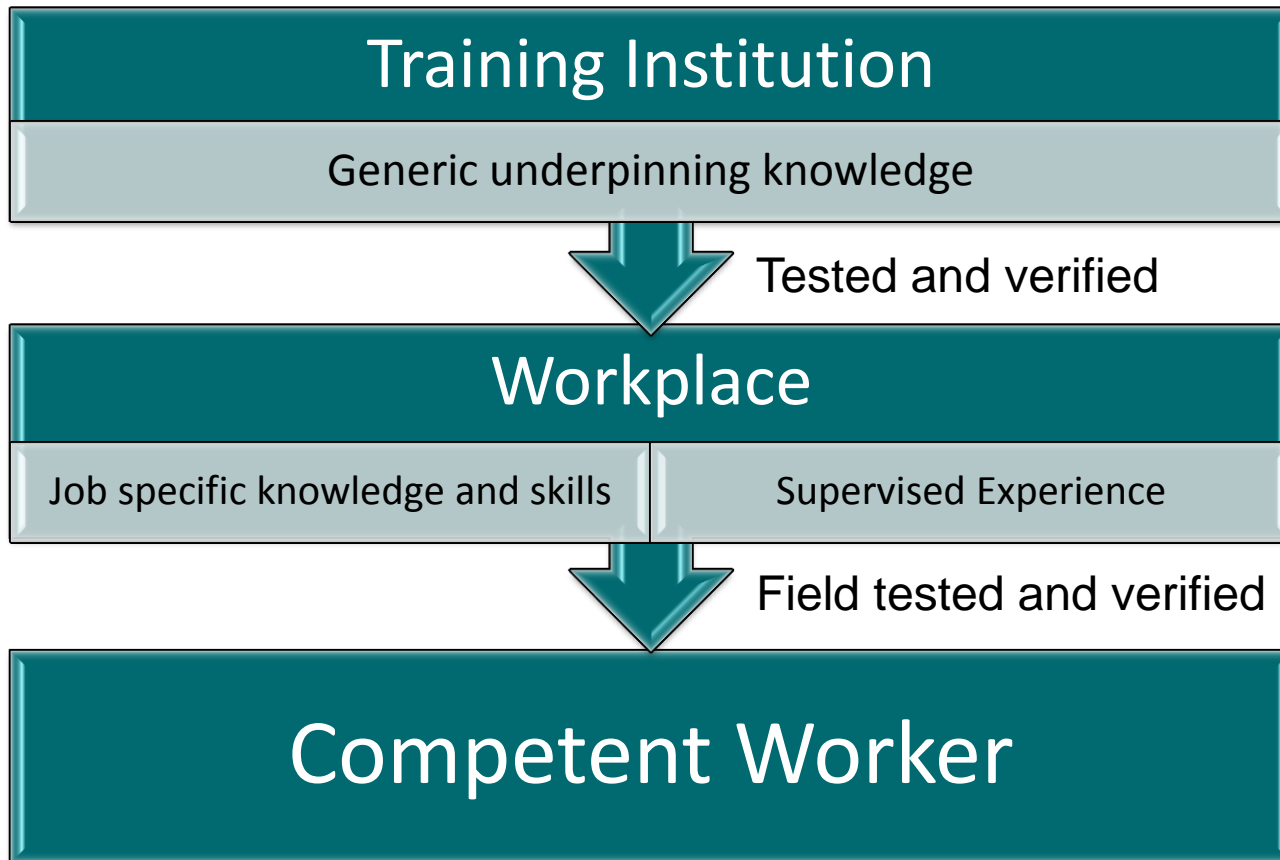 Training Institution
Generic underpinning knowledge
Tested and verified
Workplace
Job specific knowledge and skills
Supervised Experience
Field tested and verified
Competent Worker